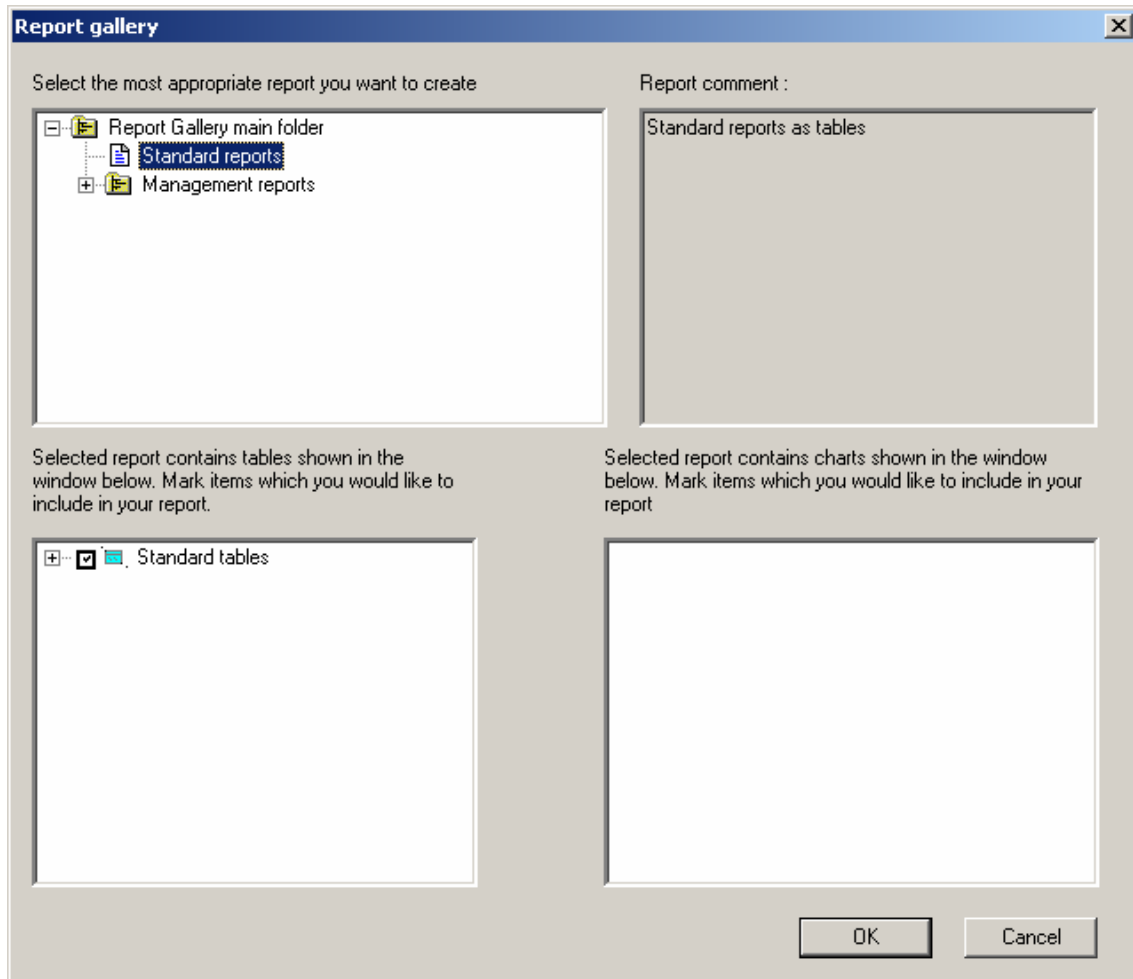 Report gallery
Select the most appropriate report you want to create
Report comment :
Report Gallery main folder
Standard reports
Management reports
Standard reports as tables
Selected report contains tables shown in the
window below. Mark items which you would like to
include in your report.
Selected report contains charts shown in the window
below. Mark items which you would like to include in your
report
Standard tables
OK
Cancel